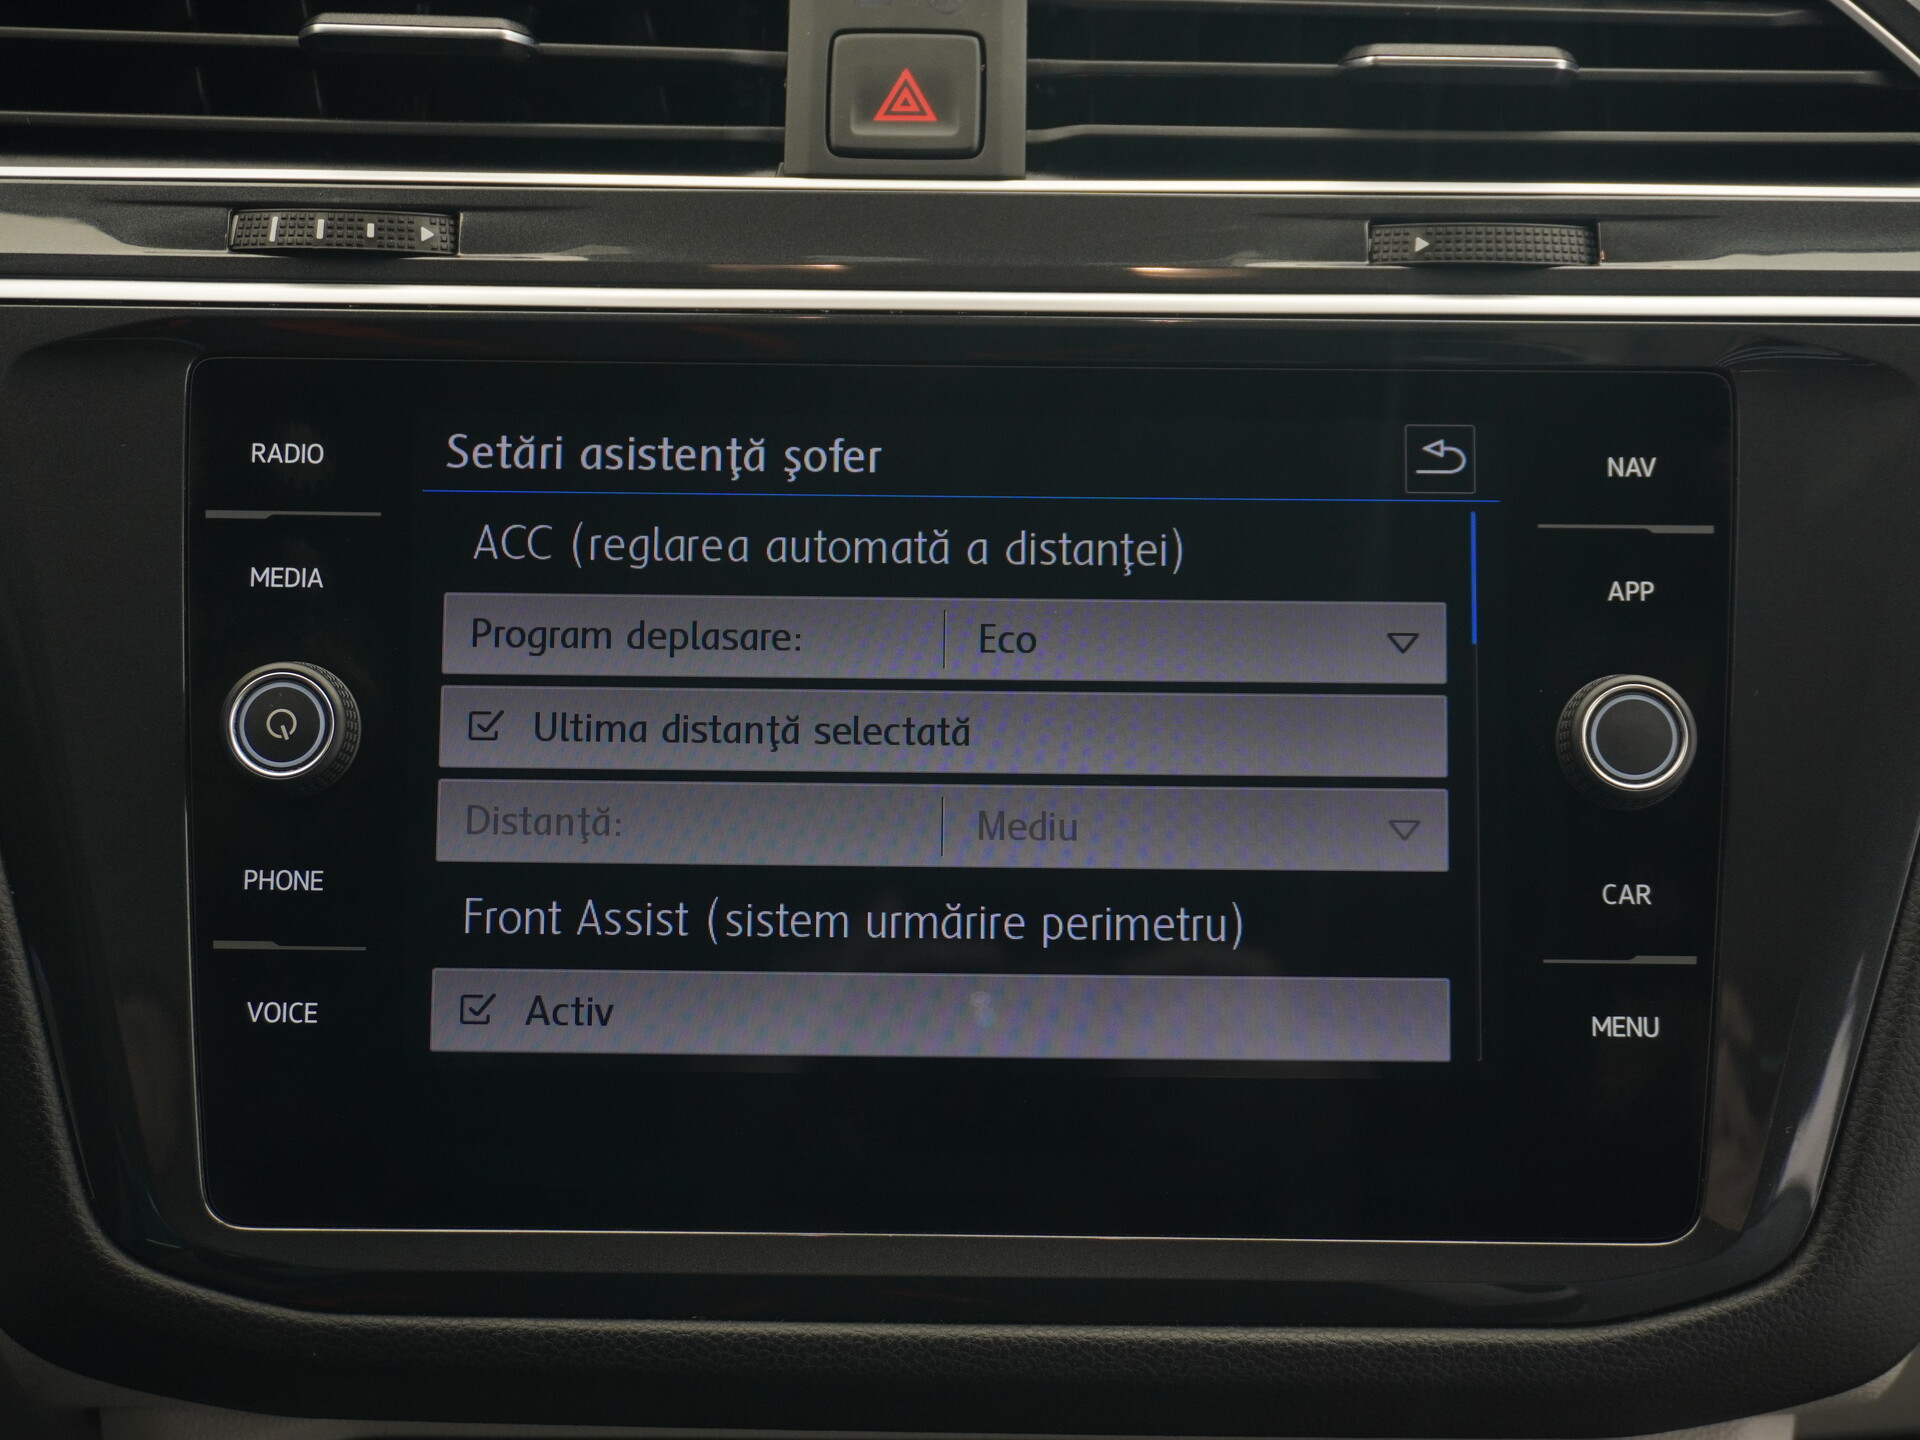 RADIO
MEDIA
PHONE
VOICE
Setări asistenţă şofer
ACC (reglarea automată a distanţei)
Program deplasare: Eco
Ultima distanţă selectată
Distanţă: Mediu
Front Assist (sistem urmărire perimetru)
Activ
NAV
APP
CAR
MENU